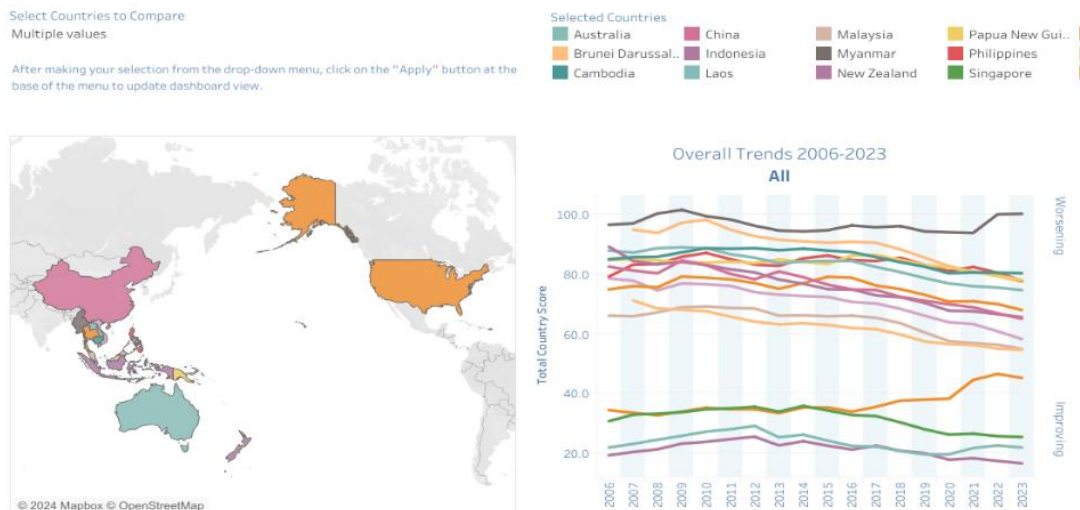 Select Countries to Compare
Multiple values
After making your selection from the drop-down menu, click on the "Apply" button at the
base of the menu to update dashboard view.
Selected Countries
Australia
Brunei Darussal..
Cambodia
China
Indonesia
Laos
Malaysia
Myanmar
New Zealand
Papua New Gui..
Philippines
Singapore
Overall Trends 2006-2023
All
Worsening
Improving
Total Country Score
100.0
80.0
60.0
40.0
20.0
2006
2007
2008
2009
2010
2011
2012
2013
2014
2015
2016
2017
2018
2019
2020
2021
2022
2023
© 2024 Mapbox © OpenStreetMap